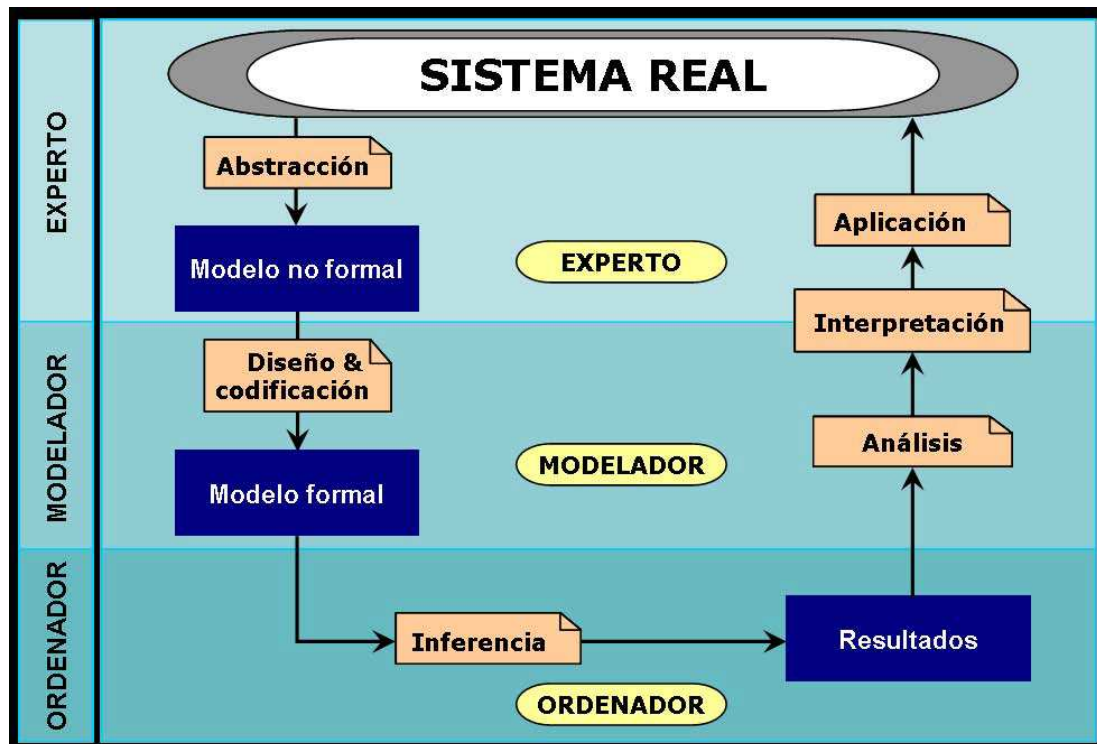 SISTEMA REAL
EXPERTO
Abstracción
Aplicación
Modelo no formal
EXPERTO
Interpretación
MODELADOR
Diseño &
codificación
Análisis
MODELADOR
Modelo formal
ORDENADOR
Inferencia
Resultados
ORDENADOR